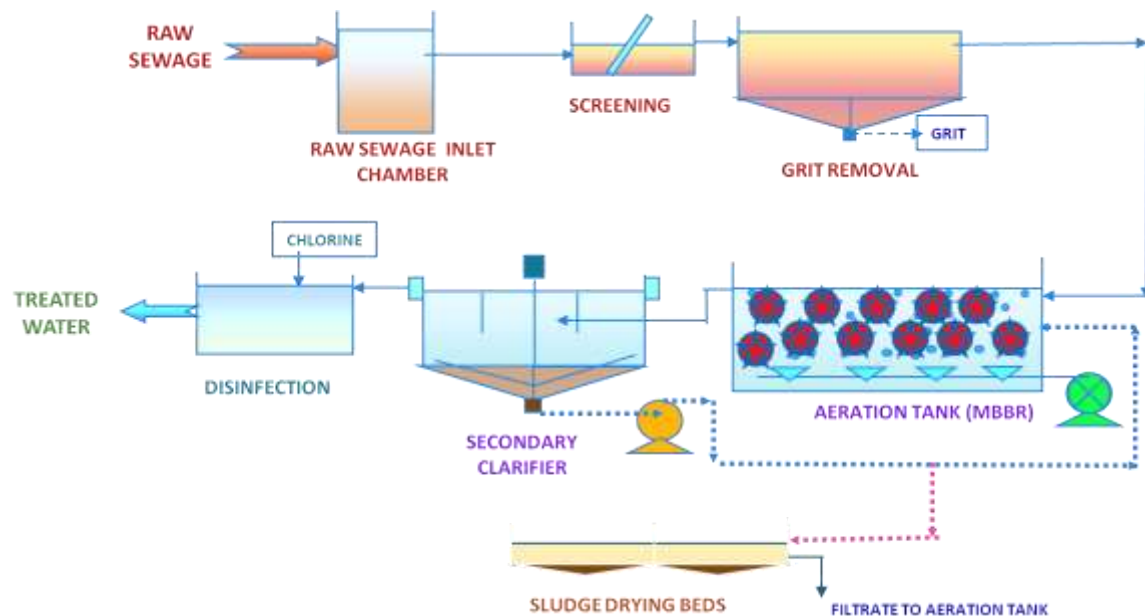 RAW
SEWAGE
RAW SEWAGE INLET
CHAMBER
SCREENING
GRIT
GRIT REMOVAL
CHLORINE
TREATED
WATER
DISINFECTION
SECONDARY
CLARIFIER
AERATION TANK (MBBR)
SLUDGE DRYING BEDS
FILTRATE TO AERATION TANK